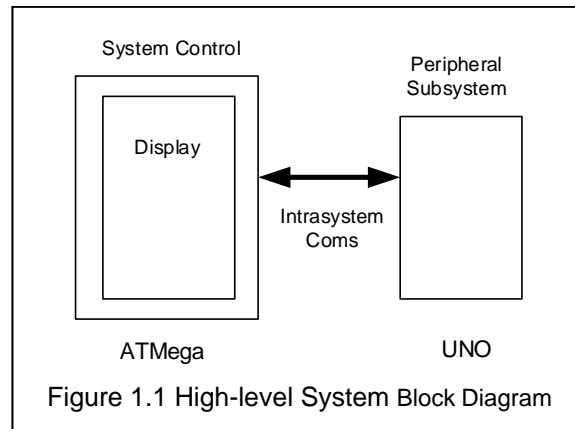 System Control
Peripheral
Subsystem
Display
Intrasystem
Coms
ATMega
UNO
Figure 1.1 High-level System Block Diagram